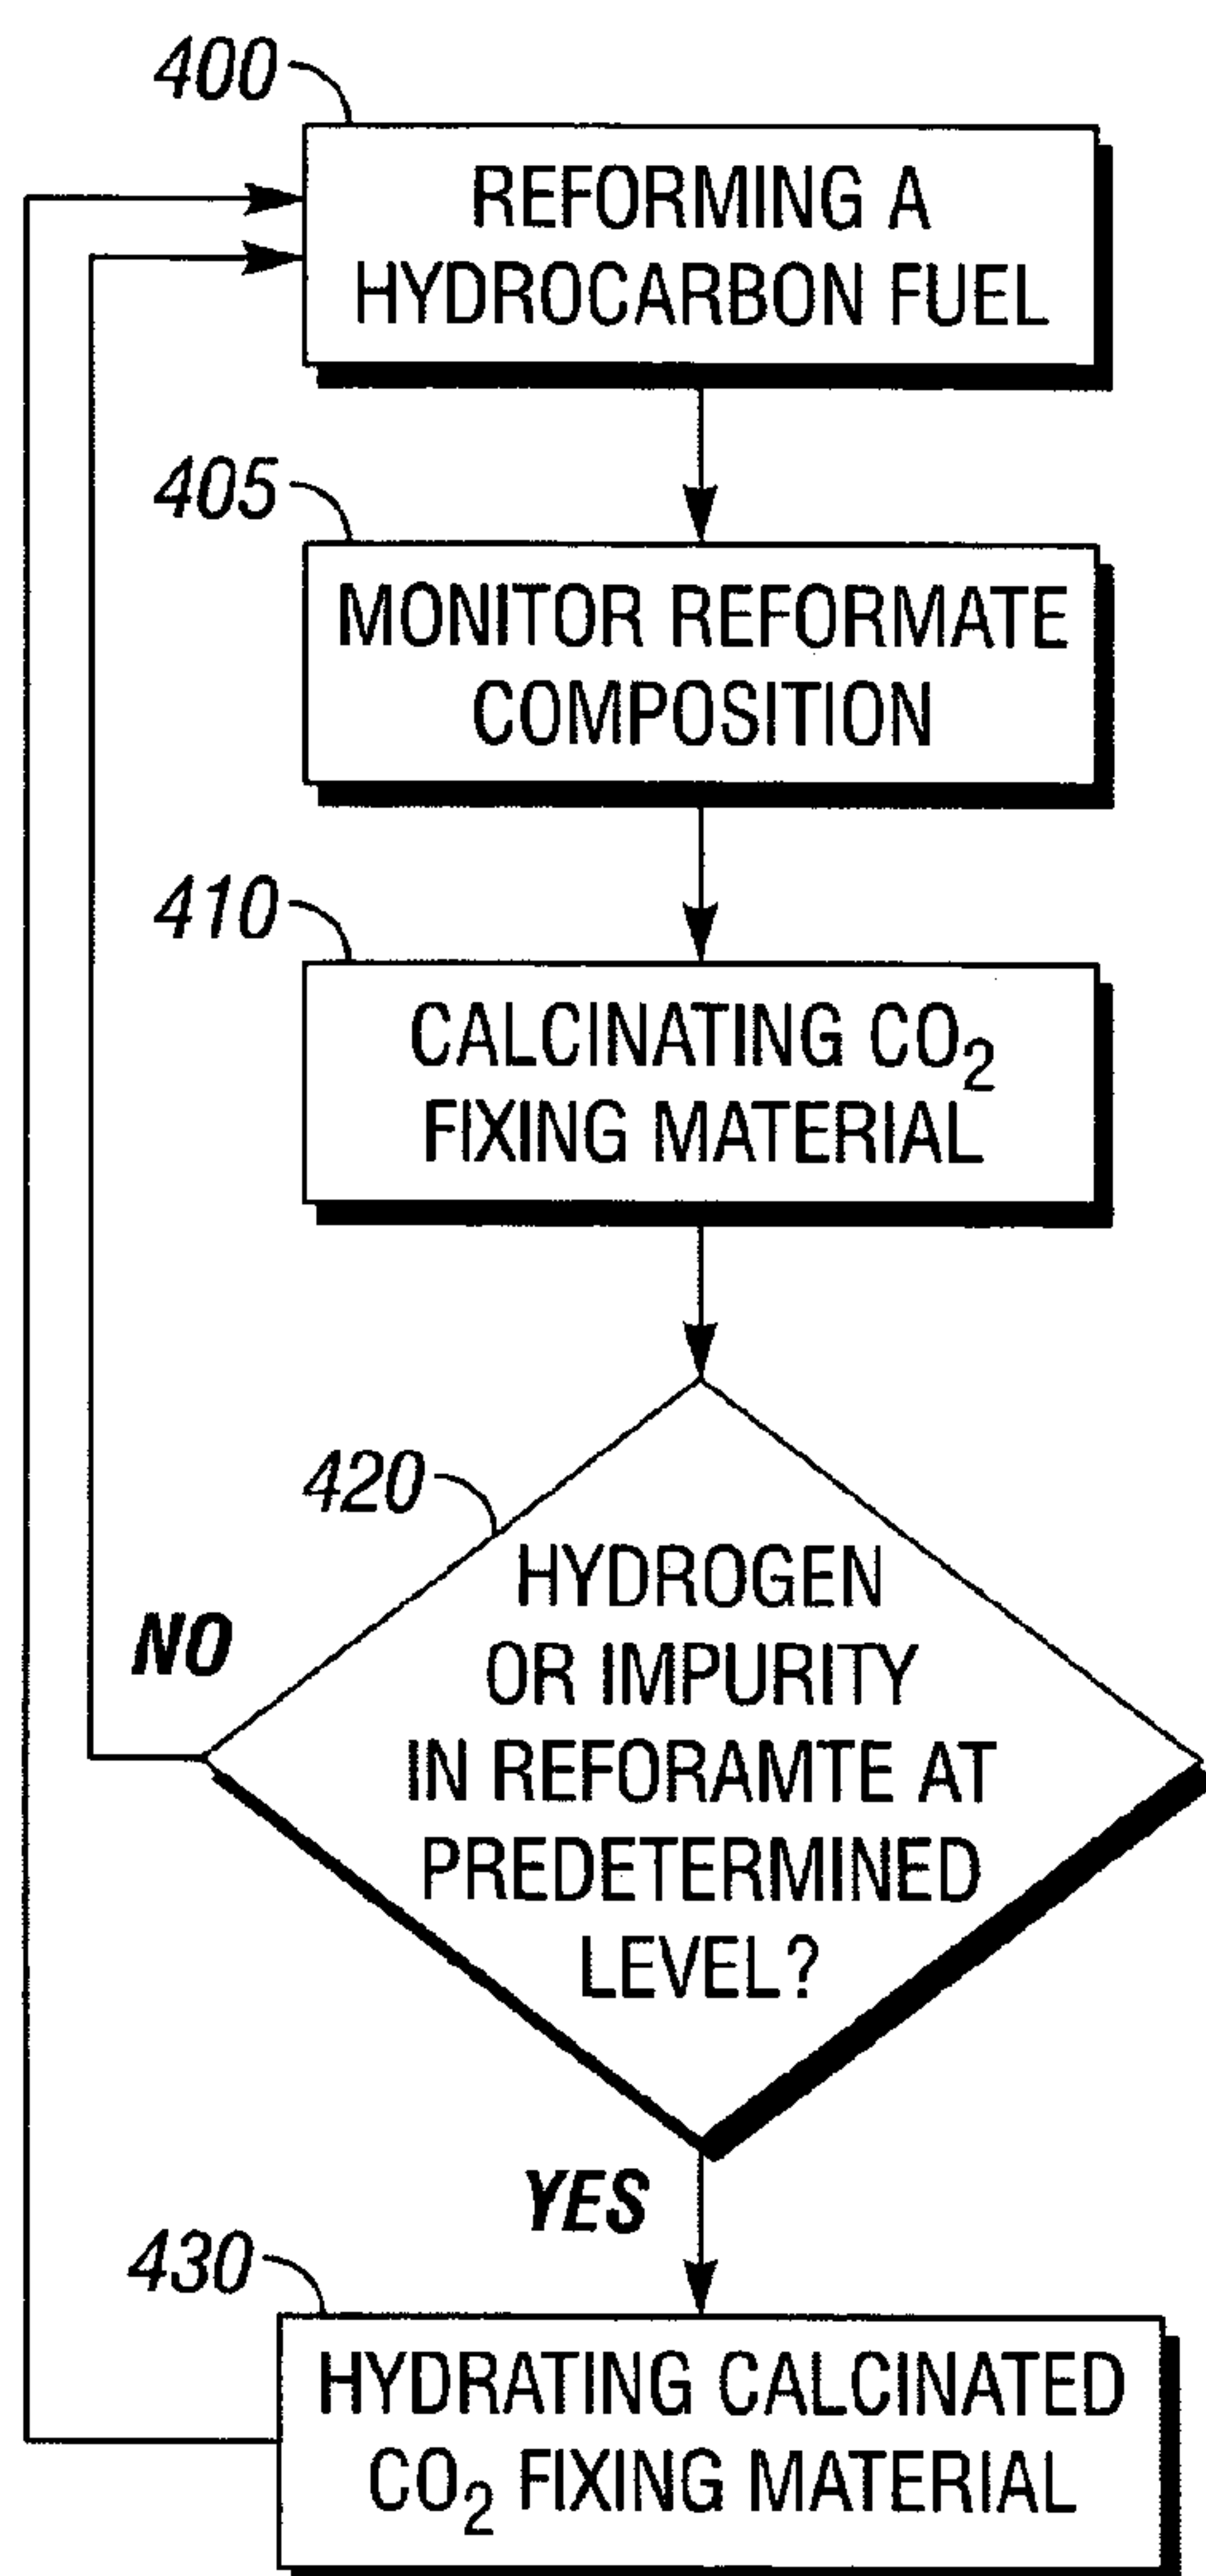 400
REFORMING A
HYDROCARBON FUEL
405
MONITOR REFORMATE
COMPOSITION
410
CALCINATING CO₂
FIXING MATERIAL
420
HYDROGEN
OR IMPURITY
IN REFORAMTE AT
PREDETERMINED
LEVEL?
NO
YES
430
HYDRATING CALCINATED
CO₂ FIXING MATERIAL